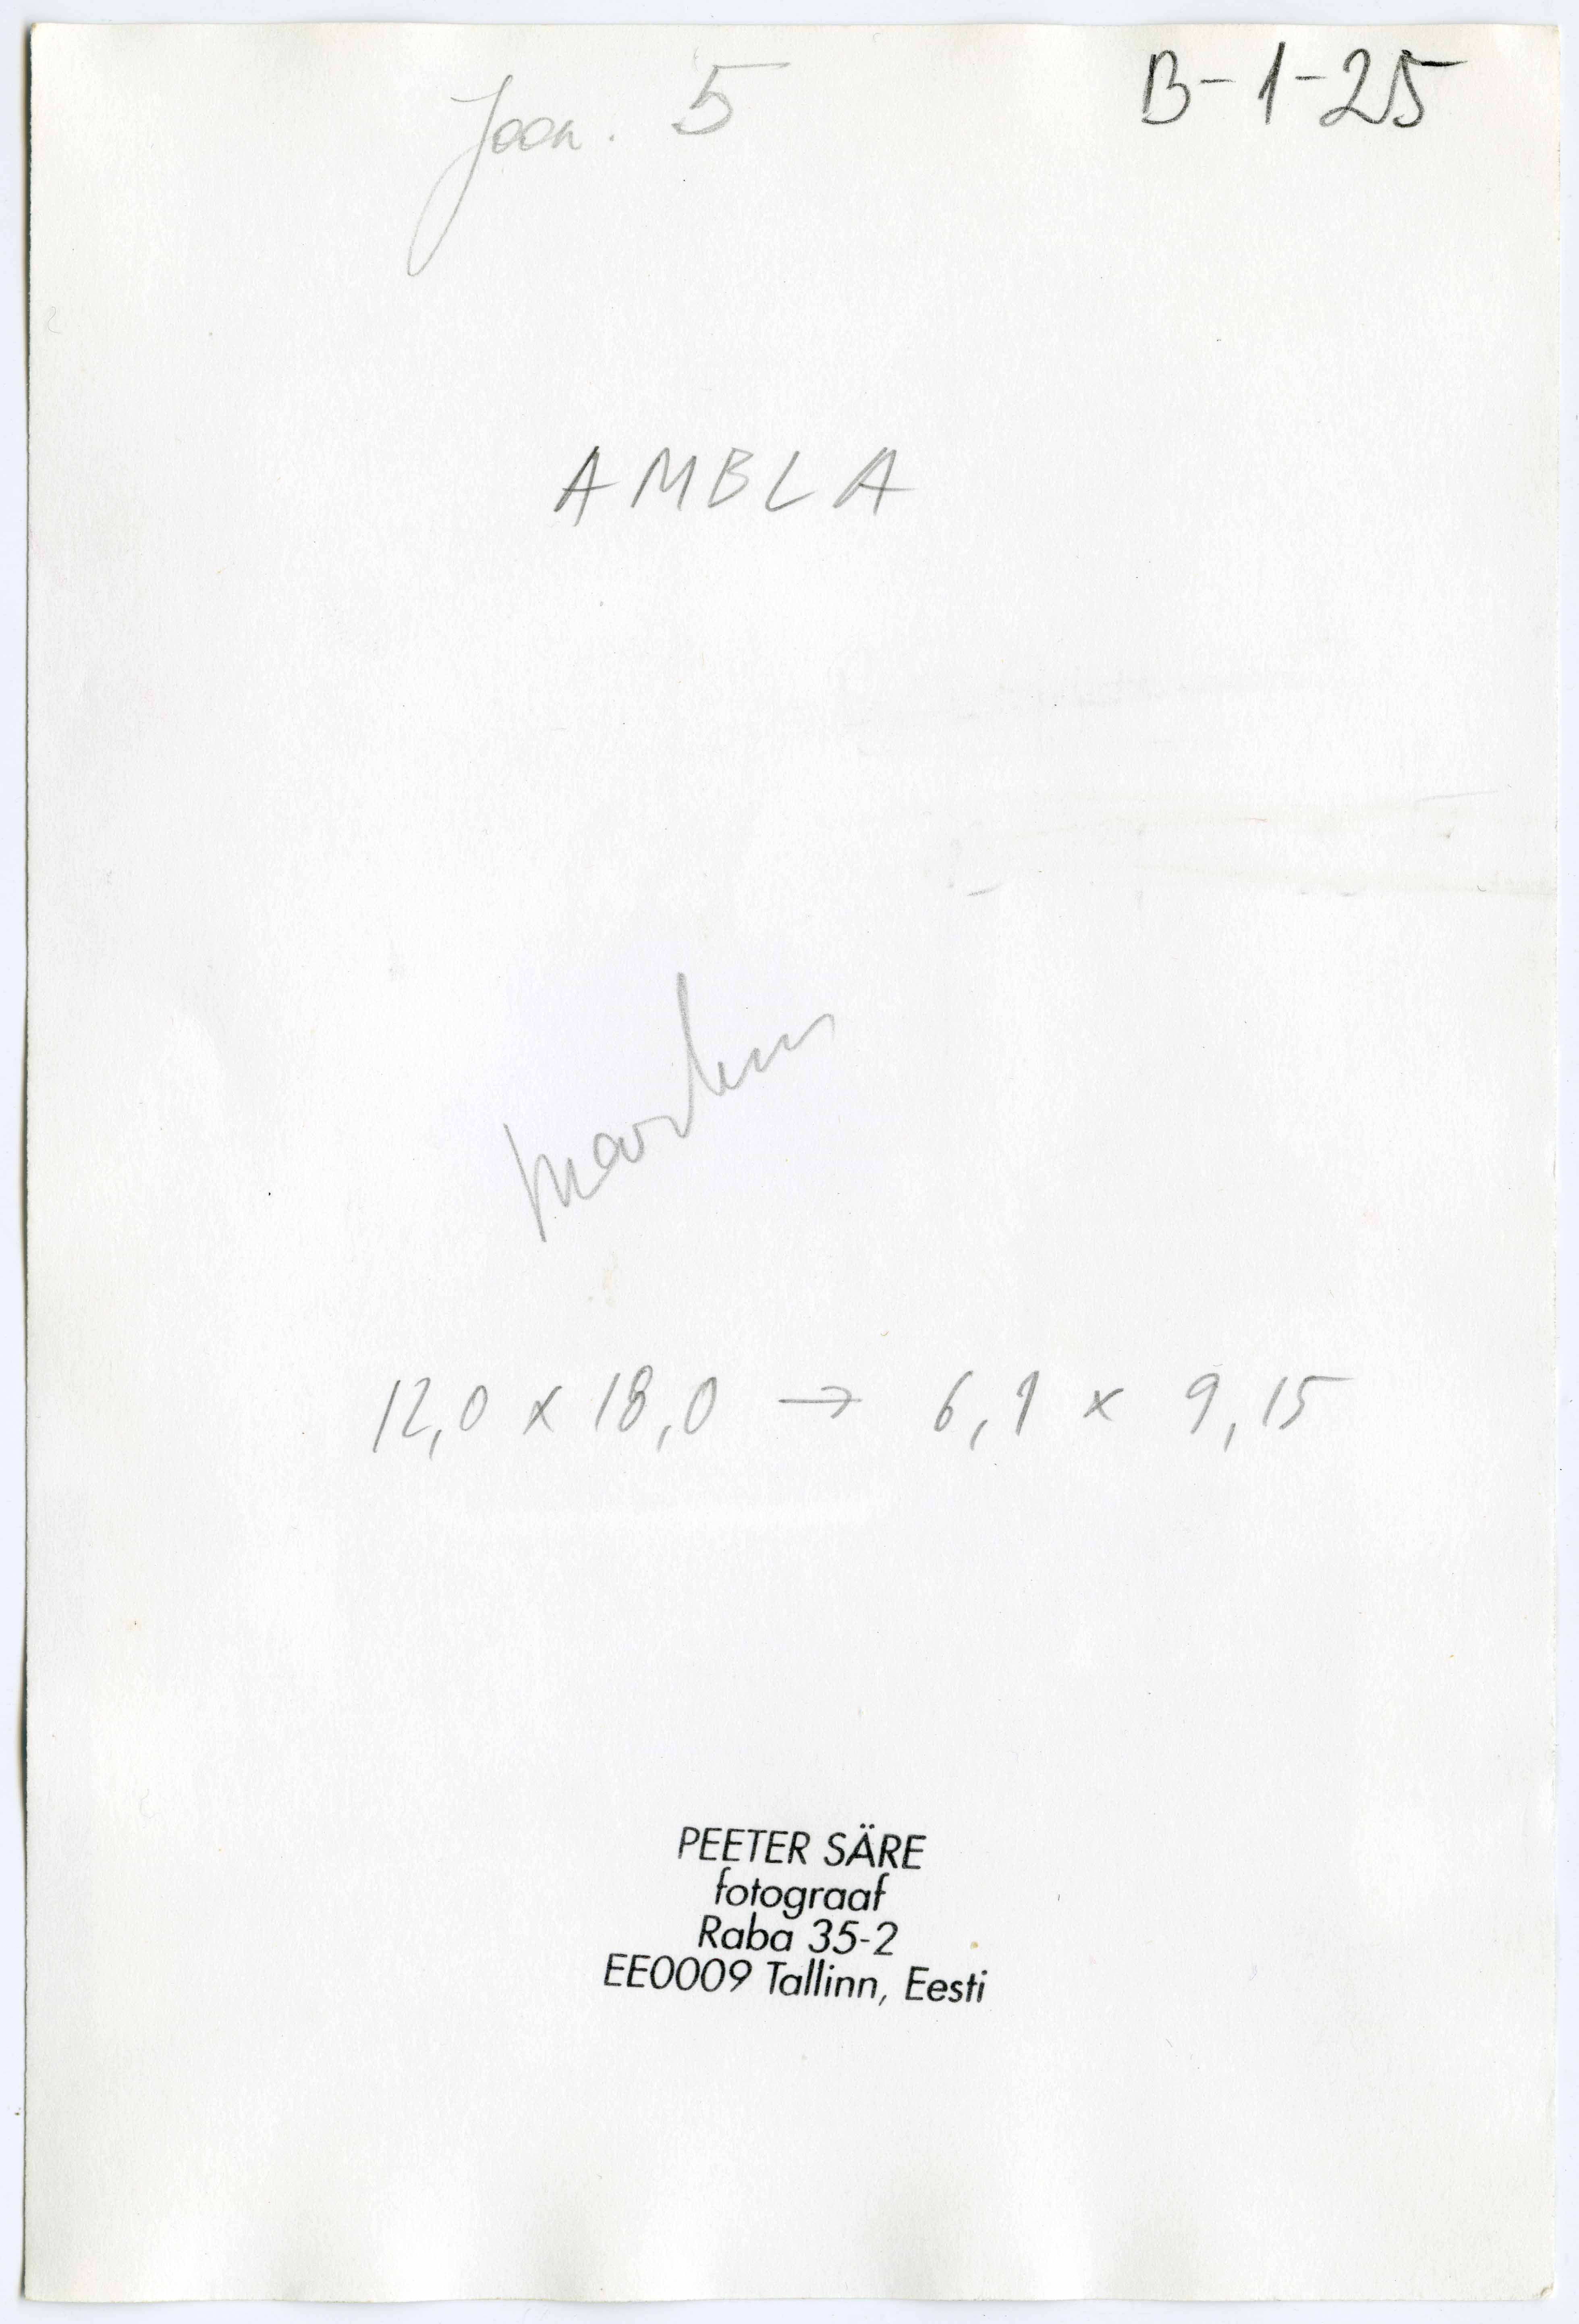 Joon. 5
B-1-25
AMBLA
12,0 x 18,0 → 6,1 x 9,15
PEETER SÄRE
fotograaf
Raba 35-2
EE0009 Tallinn, Eesti